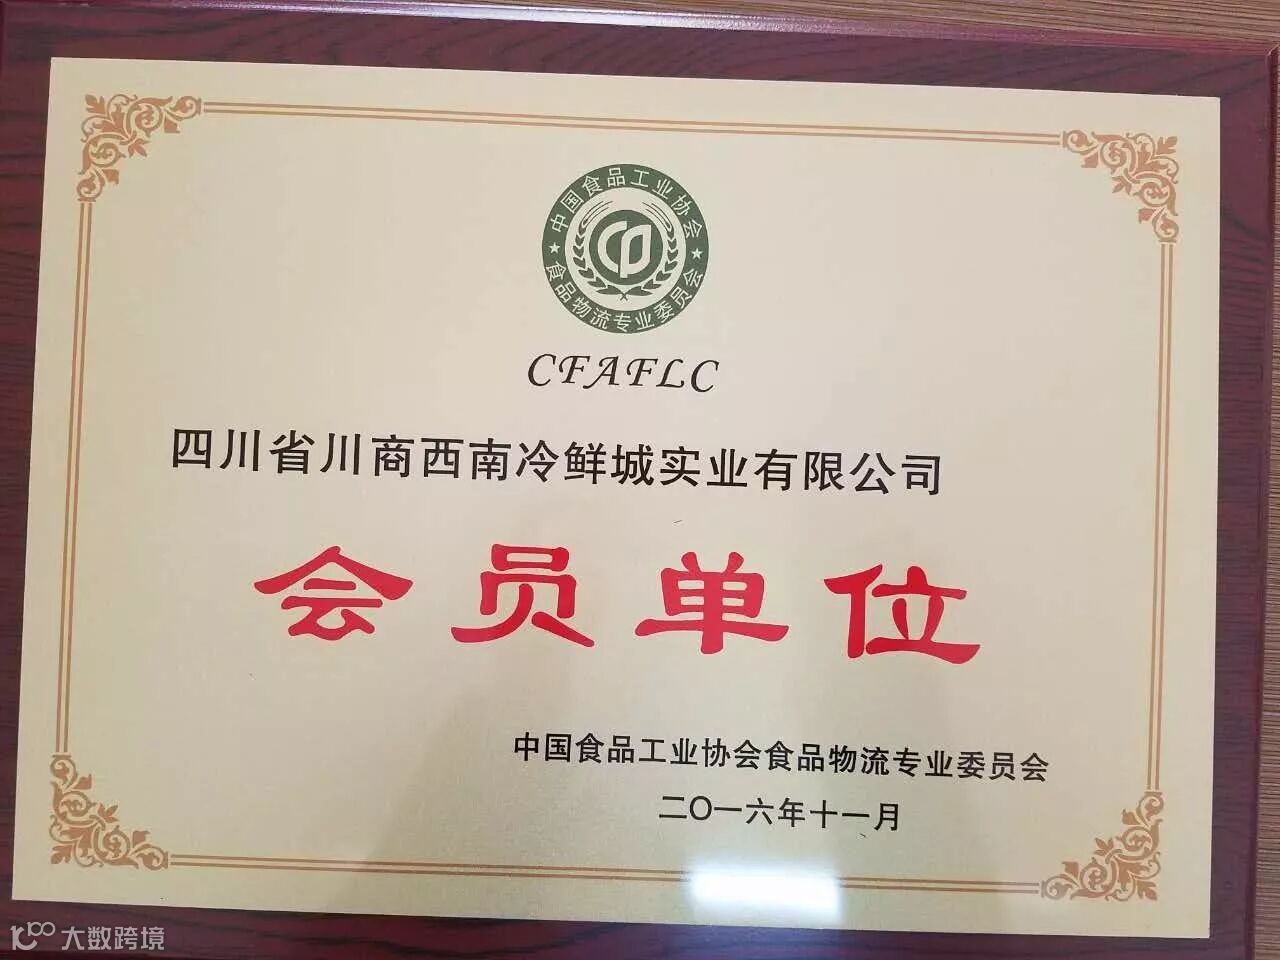 中国食品工业协会
食品物流专业委员会
CFAFLC
四川省川商西南冷鲜城实业有限公司
会员单位
中国食品工业协会食品物流专业委员会
二〇一六年十一月
大数跨境